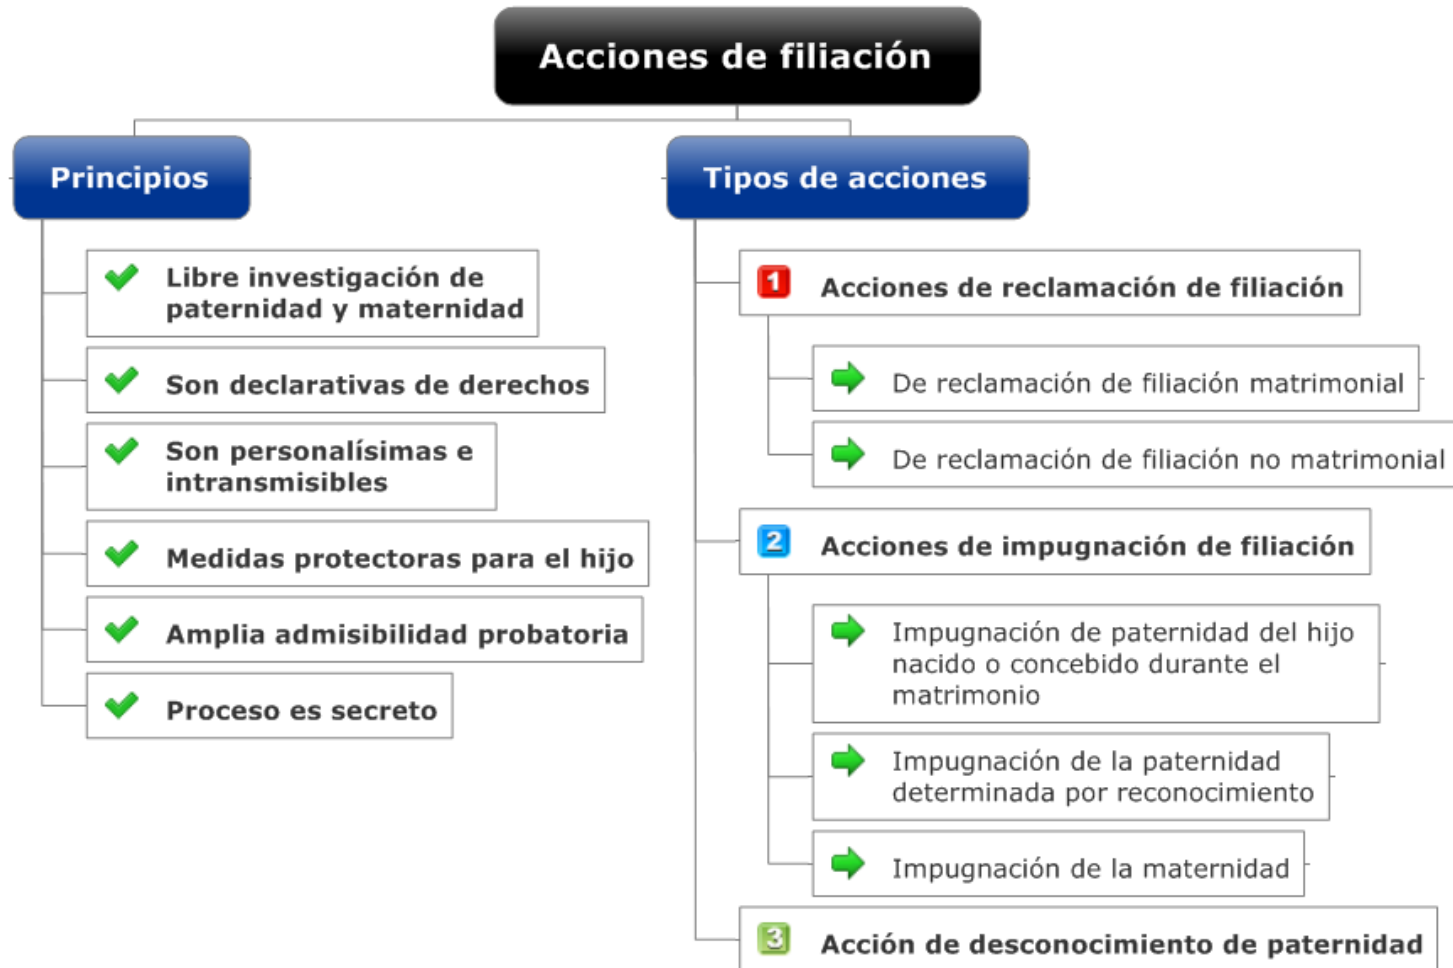 Acciones de filiación
Principios
Libre investigación de
paternidad y maternidad
Son declarativas de derechos
Son personalísimas e
intransmisibles
Medidas protectoras para el hijo
Amplia admisibilidad probatoria
Proceso es secreto
Tipos de acciones
1 Acciones de reclamación de filiación
De reclamación de filiación matrimonial
De reclamación de filiación no matrimonial
2 Acciones de impugnación de filiación
Impugnación de paternidad del hijo
nacido o concebido durante el
matrimonio
Impugnación de la paternidad
determinada por reconocimiento
Impugnación de la maternidad
3 Acción de desconocimiento de paternidad